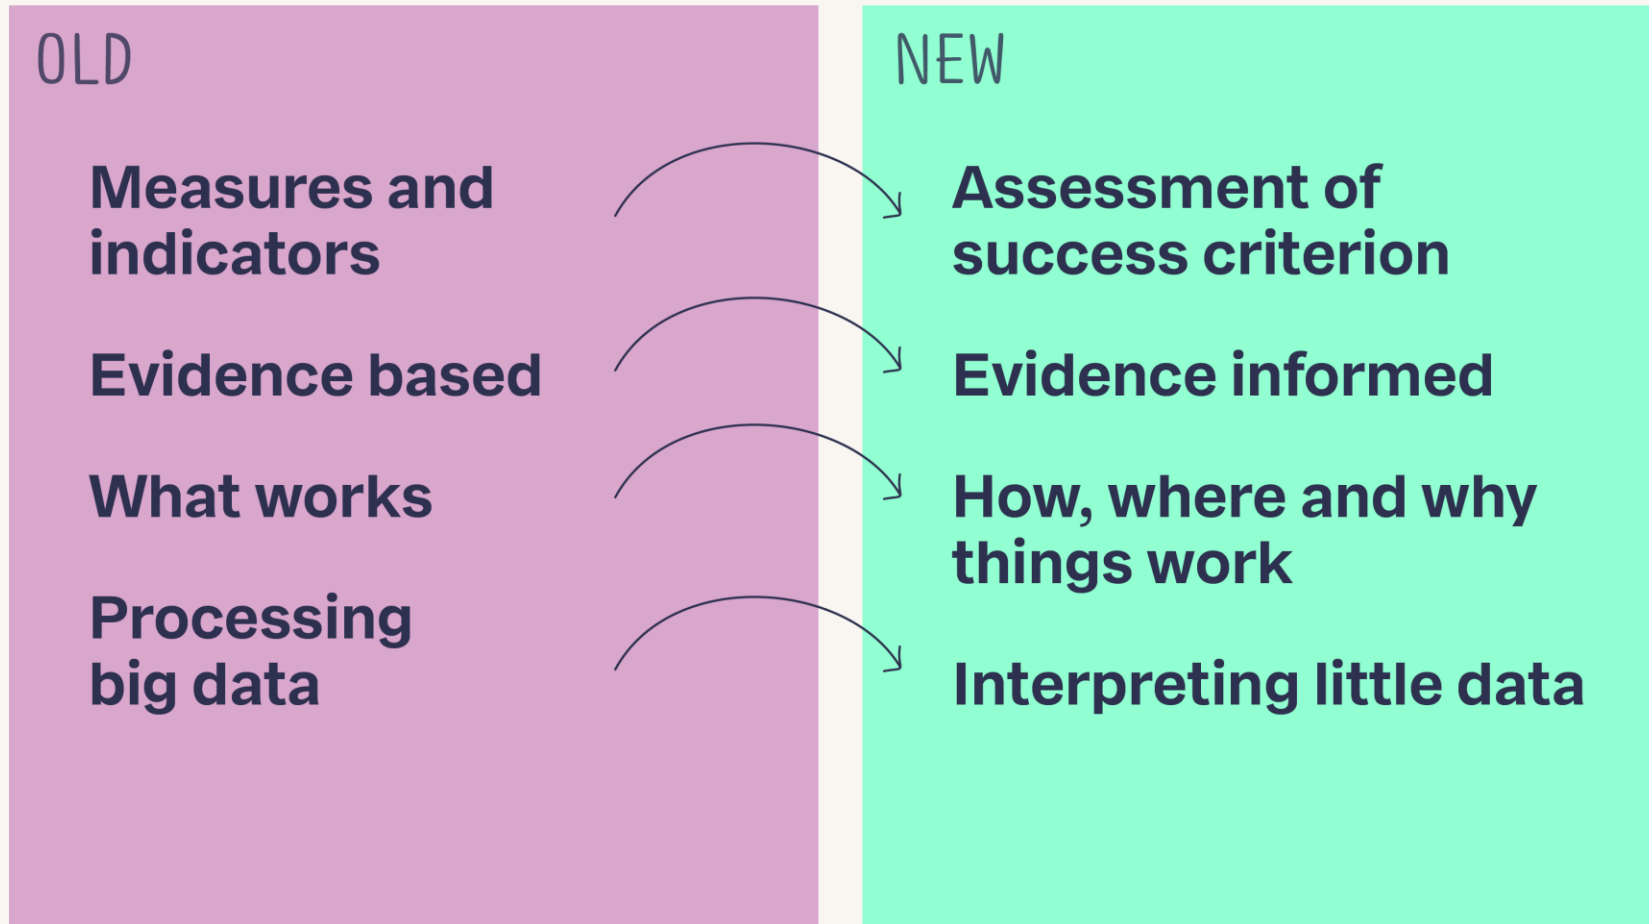 OLD
Measures and
indicators
Evidence based
What works
Processing
big data
NEW
Assessment of
success criterion
Evidence informed
How, where and why
things work
Interpreting little data